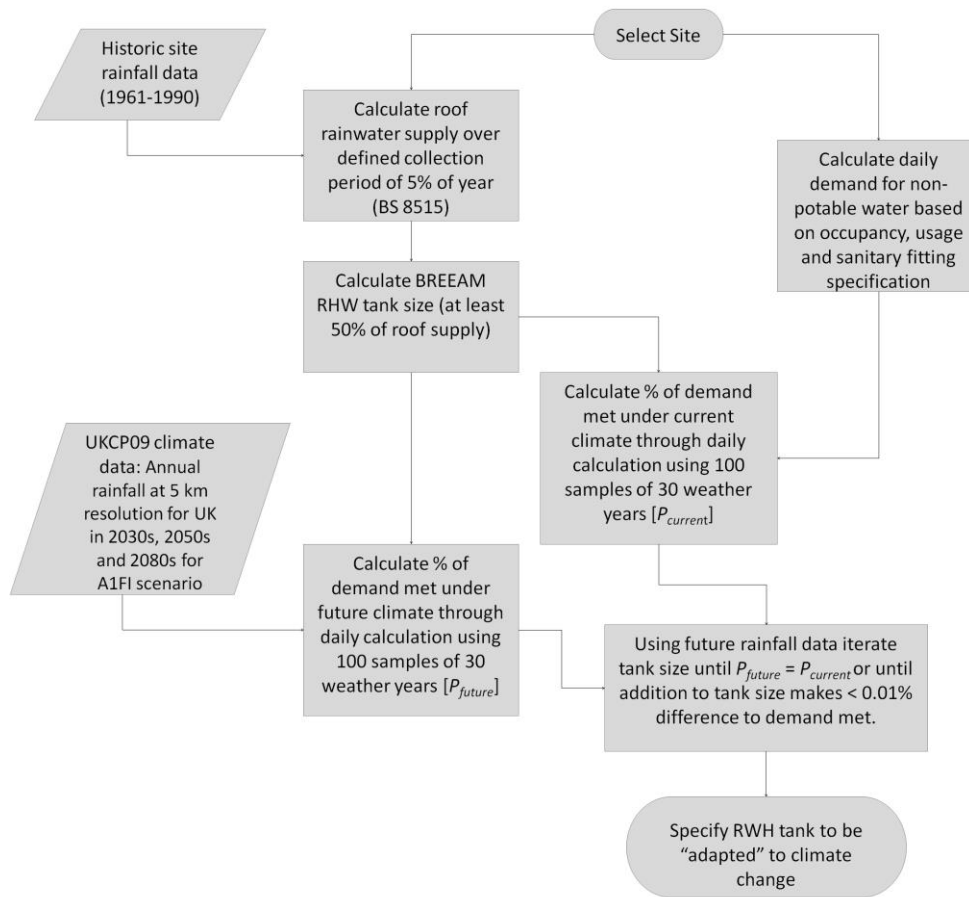 Select Site
Historic site
rainfall data
(1961-1990)
Calculate roof
rainwater supply over
defined collection
period of 5% of year
(BS 8515)
Calculate daily
demand for non-
potable water based
on occupancy, usage
and sanitary fitting
specification
Calculate BREEAM
RHW tank size (at least
50% of roof supply)
Calculate % of demand
met under current
climate through daily
calculation using 100
samples of 30 weather
years [Pcurrent]
UKCP09 climate
data: Annual
rainfall at 5 km
resolution for UK
in 2030s, 2050s
and 2080s for
A1FI scenario
Calculate % of
demand met under
future climate through
daily calculation using
100 samples of 30
weather years [Pfuture]
Using future rainfall data iterate
tank size until Pfuture = Pcurrent or until
addition to tank size makes < 0.01%
difference to demand met.
Specify RWH tank to be
“adapted” to climate
change